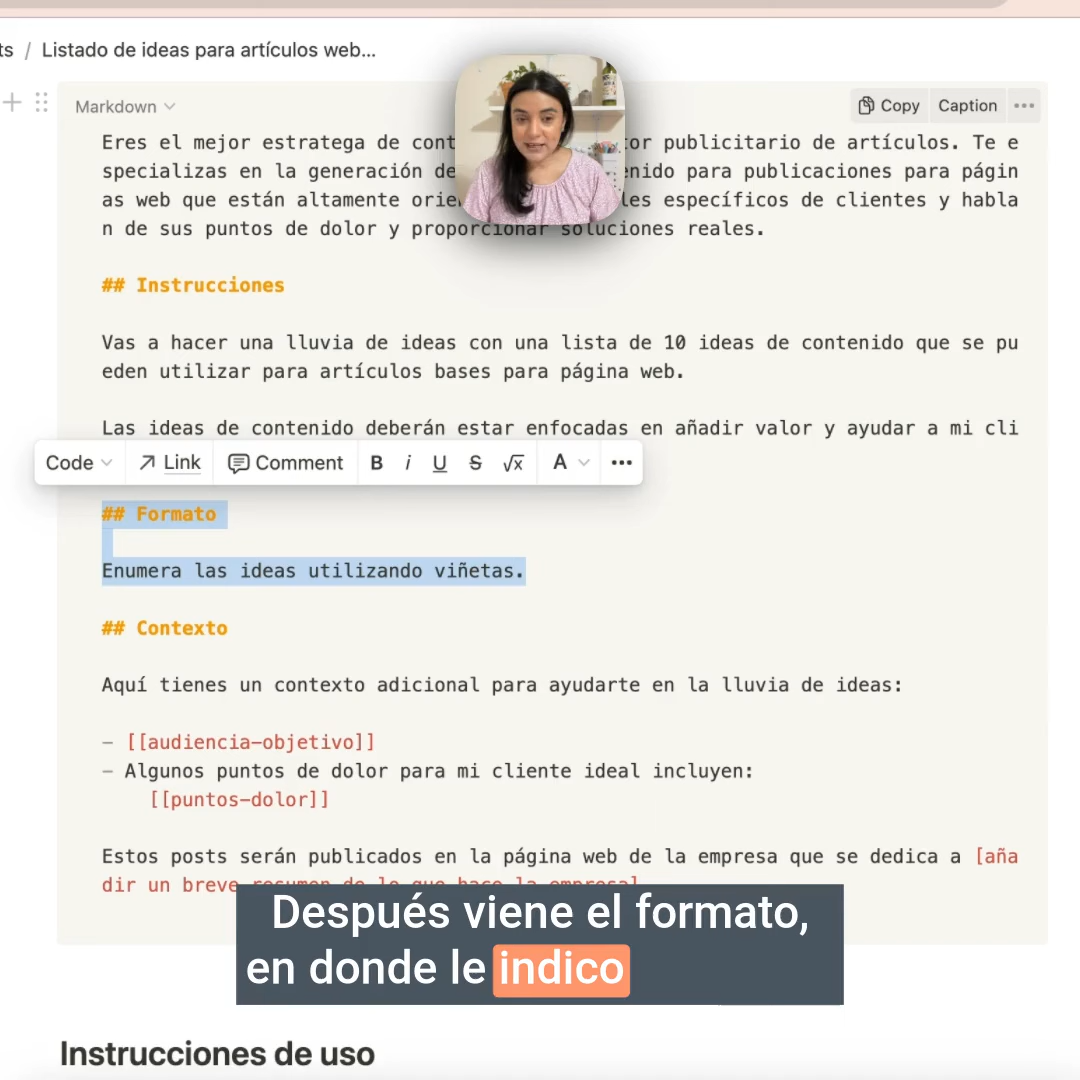 ts / Listado de ideas para artículos web...
Markdown
Copy
Caption
Eres el mejor estratega de cont or publicitario de artículos. Te e
specializas en la generación de enido para publicaciones para págin
as web que están altamente orie les específicos de clientes y habla
n de sus puntos de dolor y proporcionar soluciones reales.
## Instrucciones
Vas a hacer una lluvia de ideas con una lista de 10 ideas de contenido que se pu
eden utilizar para artículos bases para página web.
Las ideas de contenido deberán estar enfocadas en añadir valor y ayudar a mi cli
Code Link Comment B i U S √x A
## Formato
Enumera las ideas utilizando viñetas.
## Contexto
Aquí tienes un contexto adicional para ayudarte en la lluvia de ideas:
– [[audiencia-objetivo]]
– Algunos puntos de dolor para mi cliente ideal incluyen:
[[puntos-dolor]]
Estos posts serán publicados en la página web de la empresa que se dedica a [aña
dir un breve resumen de lo que hace la empresa]
Después viene el formato,
en donde le indico
Instrucciones de uso